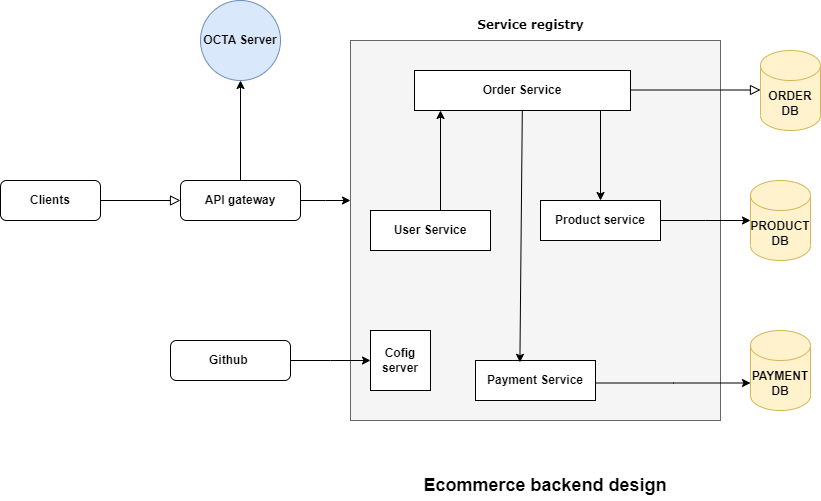 Service registry
OCTA Server
Order Service
ORDER
DB
Clients
API gateway
User Service
Product service
PRODUCT
DB
Github
Cofig
server
Payment Service
PAYMENT
DB
Ecommerce backend design